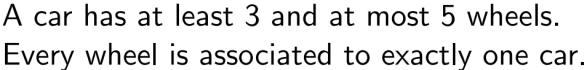 A car has at least 3 and at most 5 wheels.
Every wheel is associated to exactly one car.